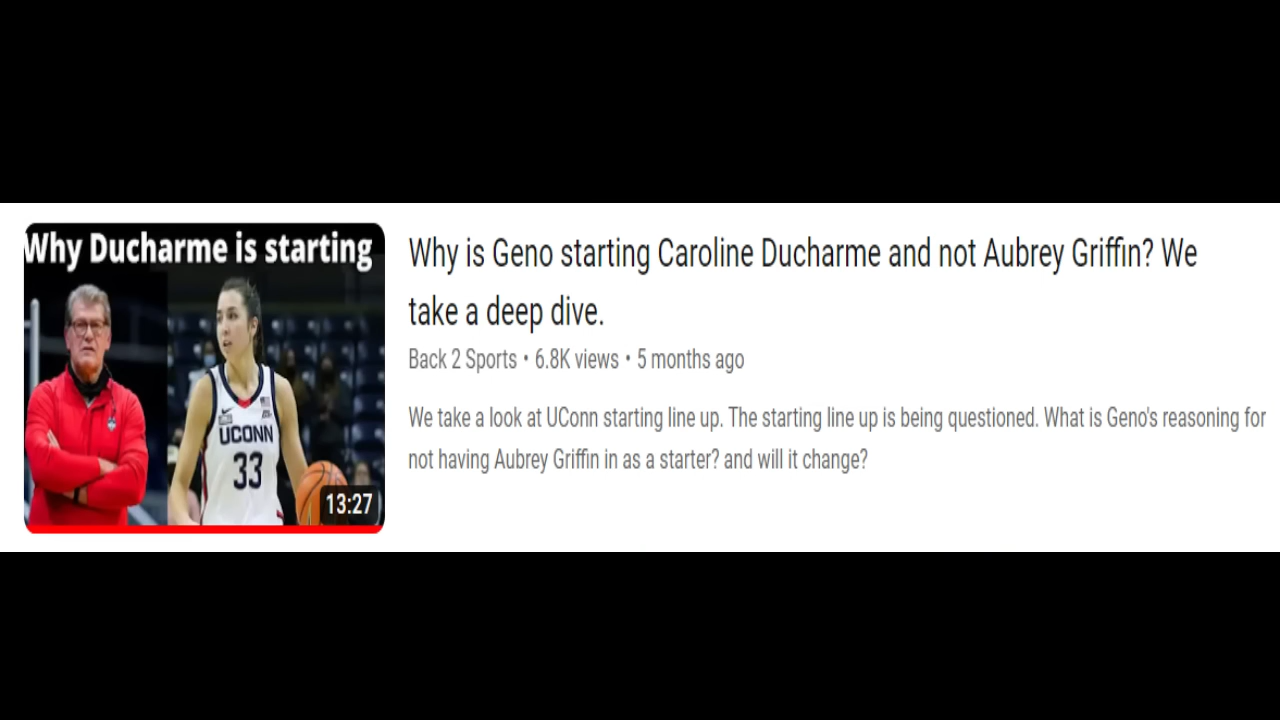 Why Ducharme is starting
UCONN
33
13:27
Why is Geno starting Caroline Ducharme and not Aubrey Griffin? We
take a deep dive.
Back 2 Sports • 6.8K views • 5 months ago
We take a look at UConn starting line up. The starting line up is being questioned. What is Geno's reasoning for
not having Aubrey Griffin in as a starter? and will it change?